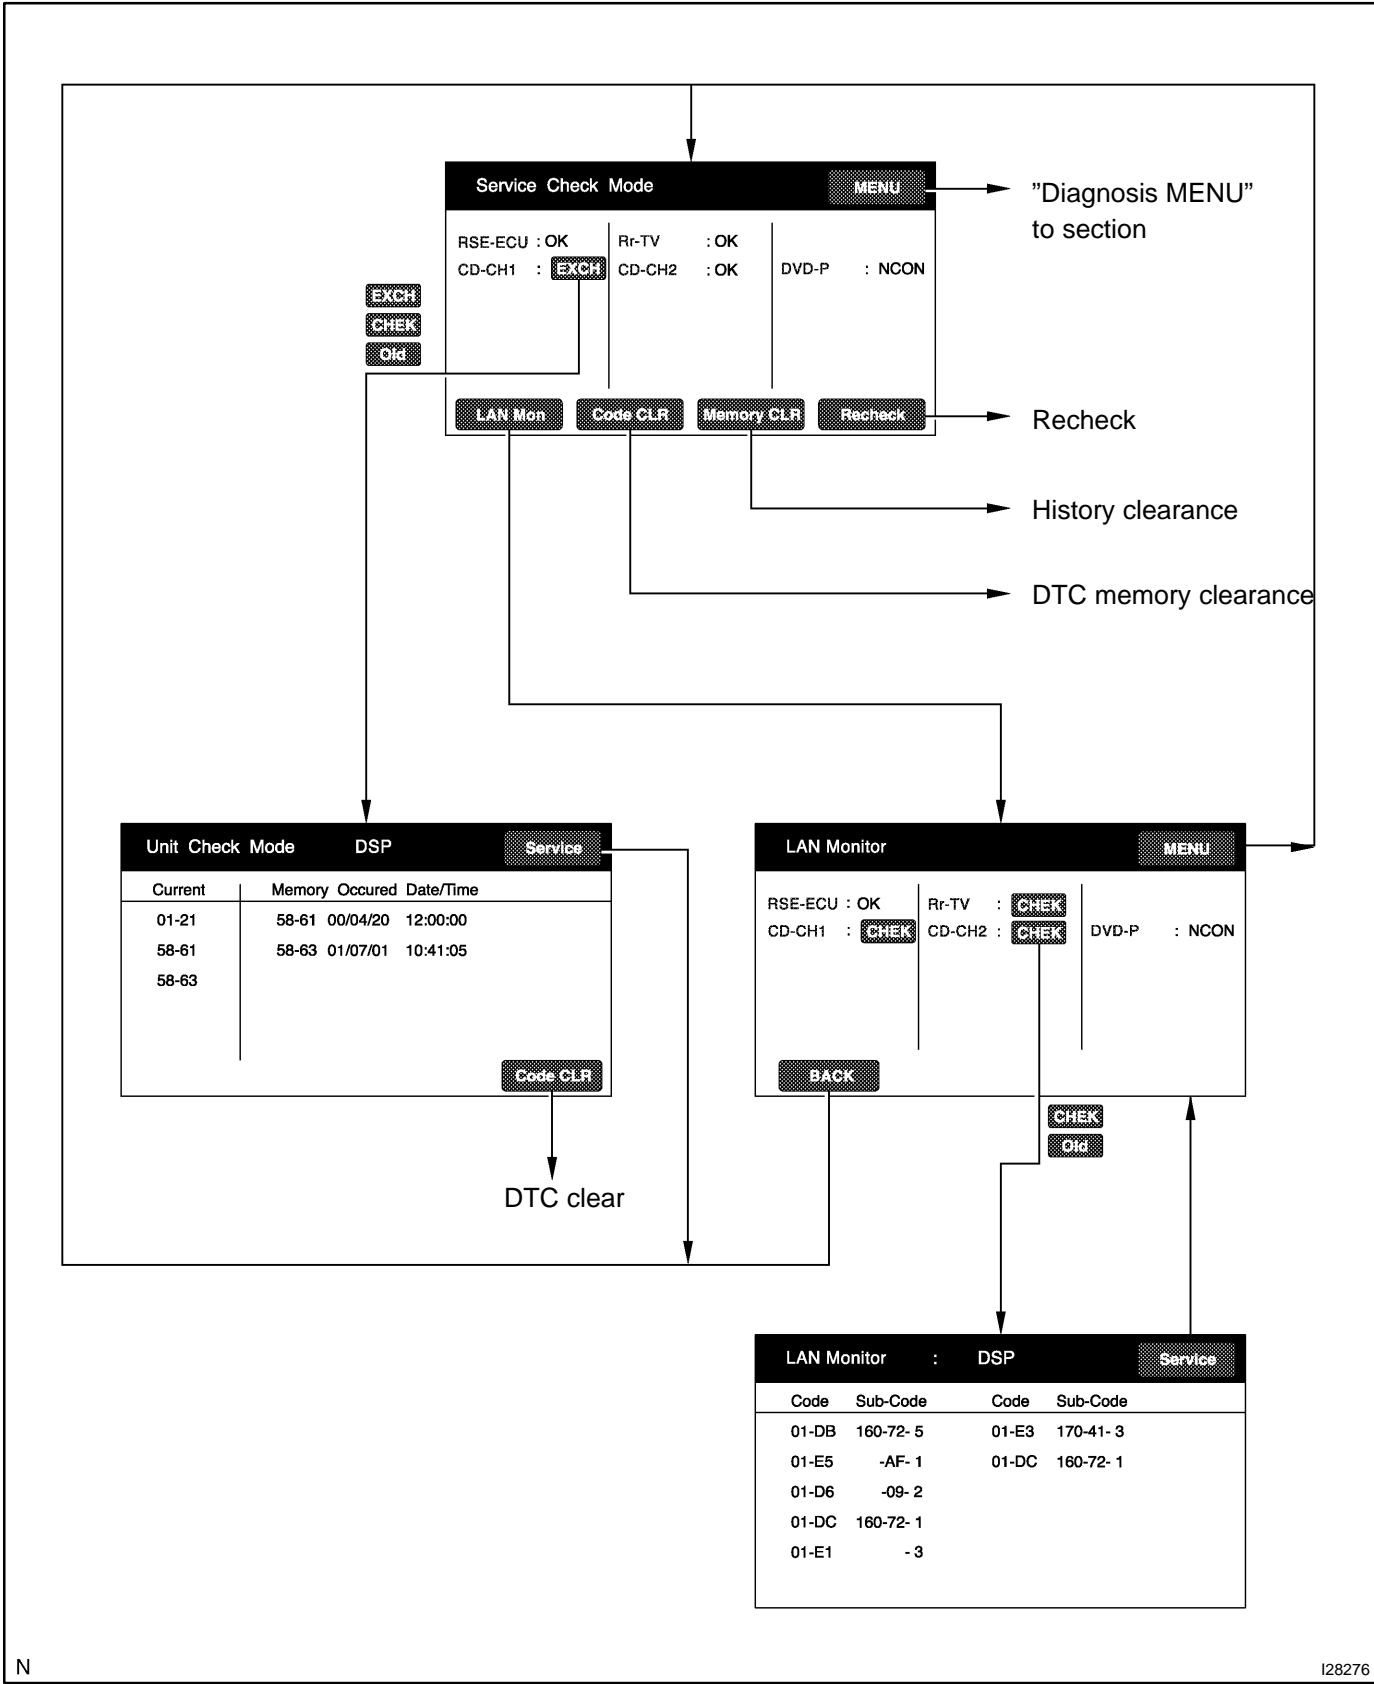 Service Check Mode MENU
"Diagnosis MENU"
to section
RSE-ECU : OK Rr-TV : OK
CD-CH1 : EXCH CD-CH2 : OK DVD-P : NCON
EXCH
CHEK
Old
LAN Mon Code CLR Memory CLR Recheck
Recheck
History clearance
DTC memory clearance
Unit Check Mode DSP Service
Current Memory Occured Date/Time
01-21 58-61 00/04/20 12:00:00
58-61 58-63 01/07/01 10:41:05
58-63
Code CLR
DTC clear
LAN Monitor MENU
RSE-ECU : OK Rr-TV : CHEK
CD-CH1 : CHEK CD-CH2 : CHEK DVD-P : NCON
BACK
CHEK
Old
LAN Monitor : DSP Service
Code Sub-Code Code Sub-Code
01-DB 160-72- 5 01-E3 170-41- 3
01-E5 -AF- 1 01-DC 160-72- 1
01-D6 -09- 2
01-DC 160-72- 1
01-E1 - 3
N
I28276